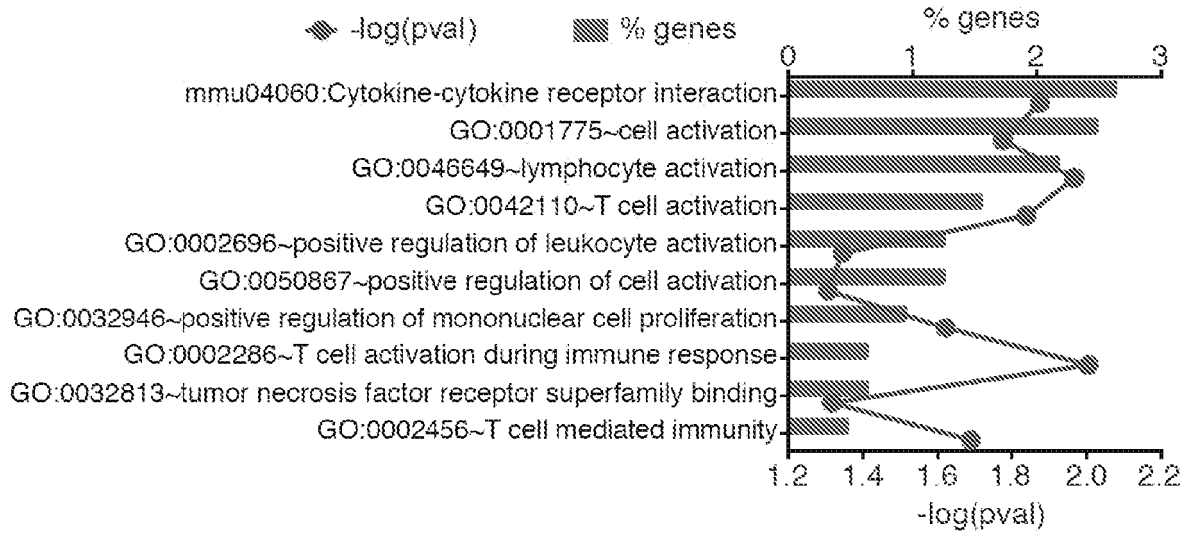 -log(pval)
% genes
% genes
0 1 2 3
mmu04060:Cytokine-cytokine receptor interaction
GO:0001775~cell activation
GO:0046649~lymphocyte activation
GO:0042110~T cell activation
GO:0002696~positive regulation of leukocyte activation
GO:0050867~positive regulation of cell activation
GO:0032946~positive regulation of mononuclear cell proliferation
GO:0002286~T cell activation during immune response
GO:0032813~tumor necrosis factor receptor superfamily binding
GO:0002456~T cell mediated immunity
1.2 1.4 1.6 1.8 2.0 2.2
-log(pval)